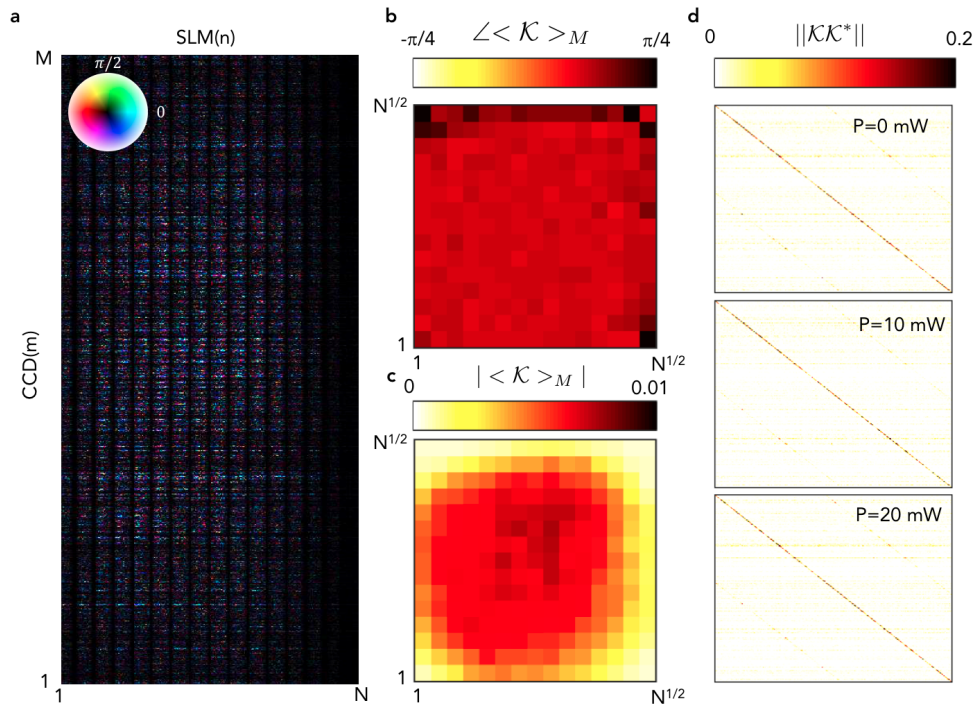 a
SLM(n)
M
π/2
0
CCD(m)
1
1
N
b
-π/4
∠<𝒦>_M
π/4
N^{1/2}
1
1
N^{1/2}
c
0
|<𝒦>_M|
0.01
N^{1/2}
1
1
N^{1/2}
d
0
||𝒦𝒦*||
0.2
P=0 mW
P=10 mW
P=20 mW